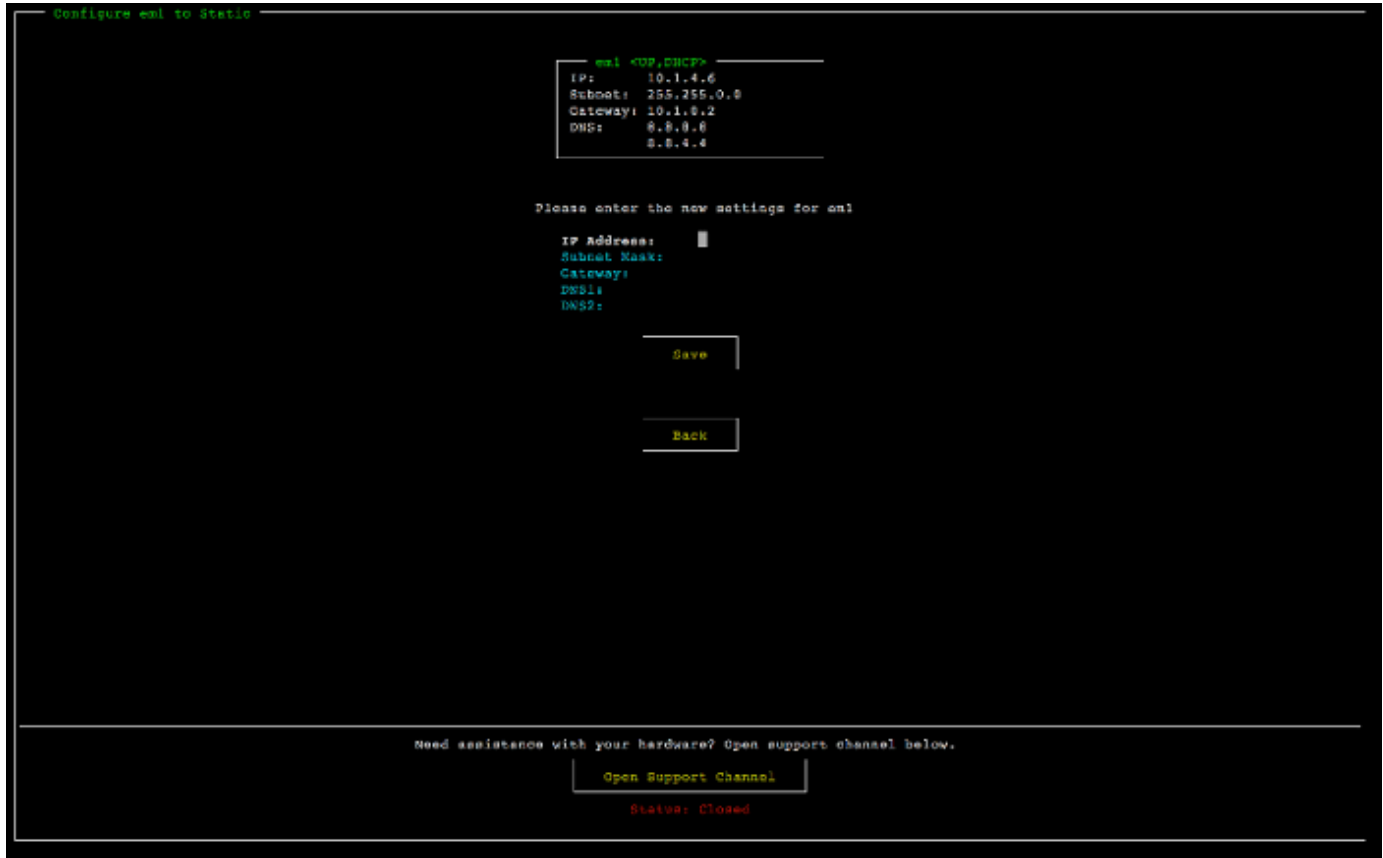 Configure em1 to Static
em1 <UP,DHCP>
IP: 10.1.4.6
Subnet: 255.255.0.0
Gateway: 10.1.0.2
DNS: 8.8.8.8
8.8.4.4
Please enter the new settings for em1
IP Address:
Subnet Mask:
Gateway:
DNS1:
DNS2:
Save
Back
Need assistance with your hardware? Open support channel below.
Open Support Channel
Status: Closed